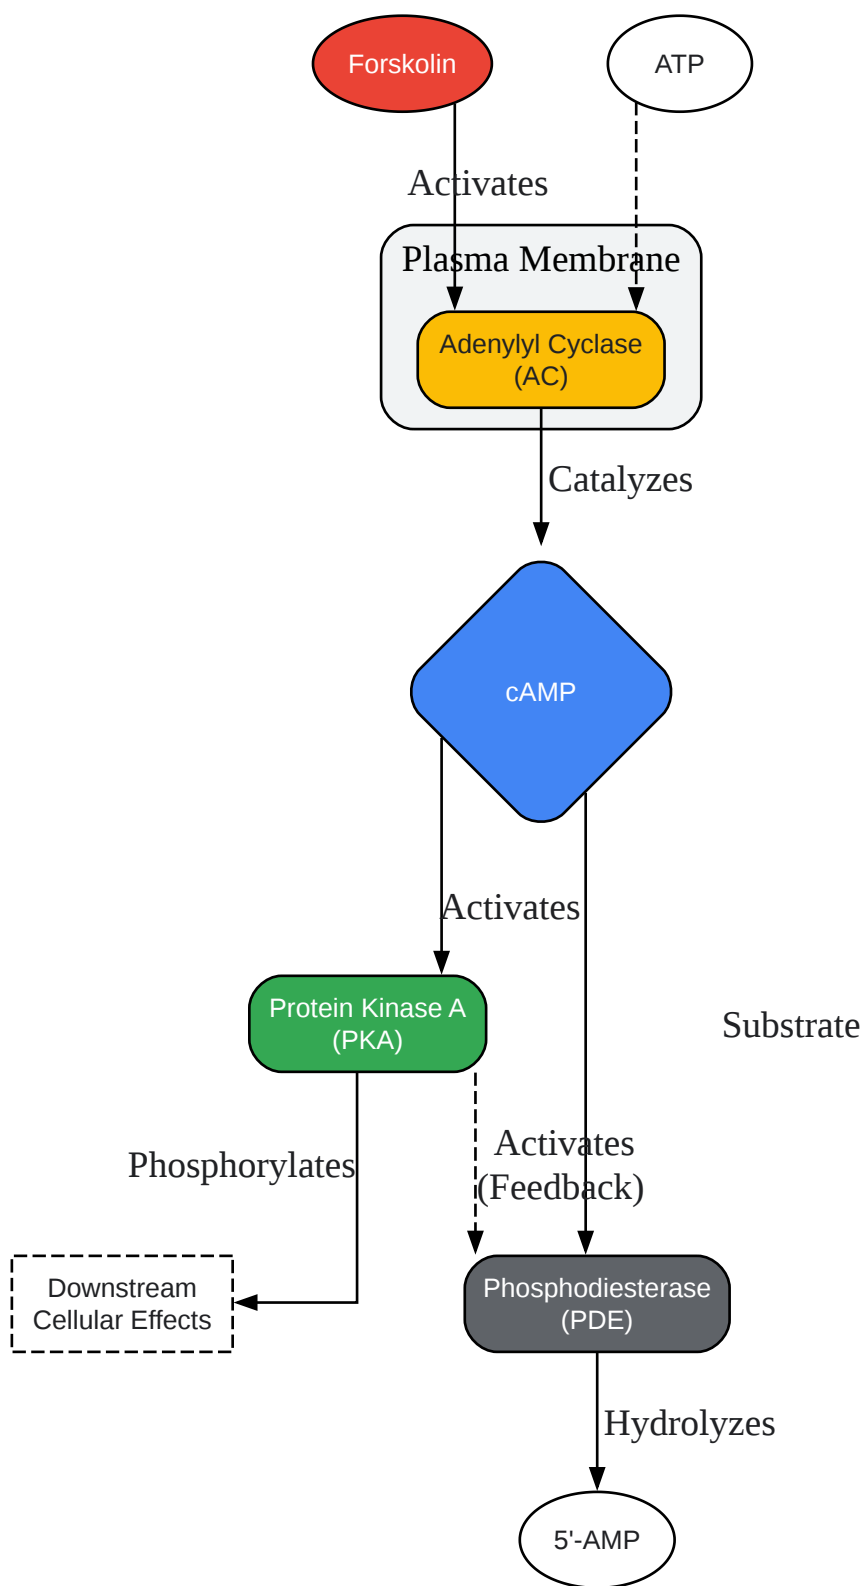 Forskolin
ATP
Activates
Plasma Membrane
Adenylyl Cyclase
(AC)
Catalyzes
cAMP
Activates
Protein Kinase A
(PKA)
Substrate
Activates
(Feedback)
Phosphorylates
Downstream
Cellular Effects
Phosphodiesterase
(PDE)
Hydrolyzes
5'-AMP